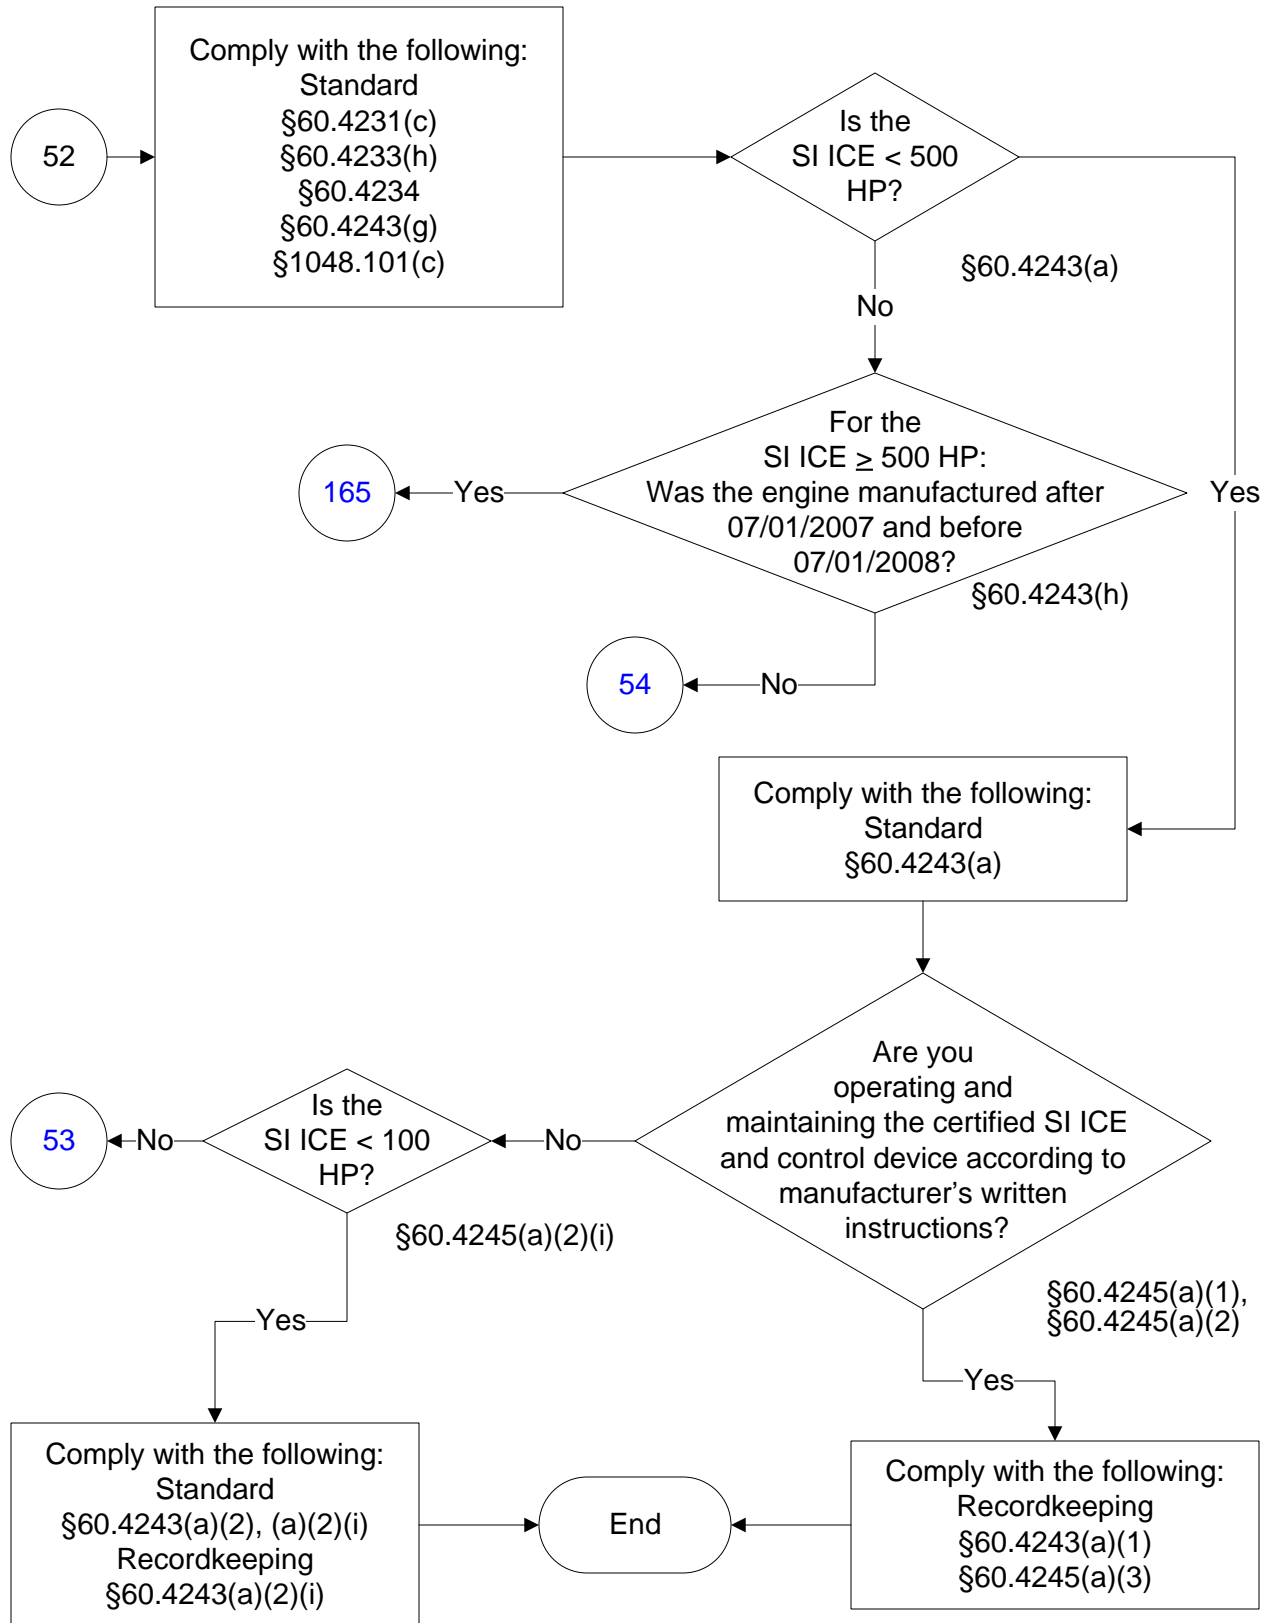 52
Comply with the following:
Standard
§60.4231(c)
§60.4233(h)
§60.4234
§60.4243(g)
§1048.101(c)
Is the
SI ICE < 500
HP?
§60.4243(a)
No
Yes
For the
SI ICE ≥ 500 HP:
Was the engine manufactured after
07/01/2007 and before
07/01/2008?
§60.4243(h)
Yes
165
No
54
Comply with the following:
Standard
§60.4243(a)
Are you
operating and
maintaining the certified SI ICE
and control device according to
manufacturer’s written
instructions?
§60.4245(a)(1),
§60.4245(a)(2)
No
Is the
SI ICE < 100
HP?
§60.4245(a)(2)(i)
No
53
Yes
Yes
Comply with the following:
Standard
§60.4243(a)(2), (a)(2)(i)
Recordkeeping
§60.4243(a)(2)(i)
End
Comply with the following:
Recordkeeping
§60.4243(a)(1)
§60.4245(a)(3)